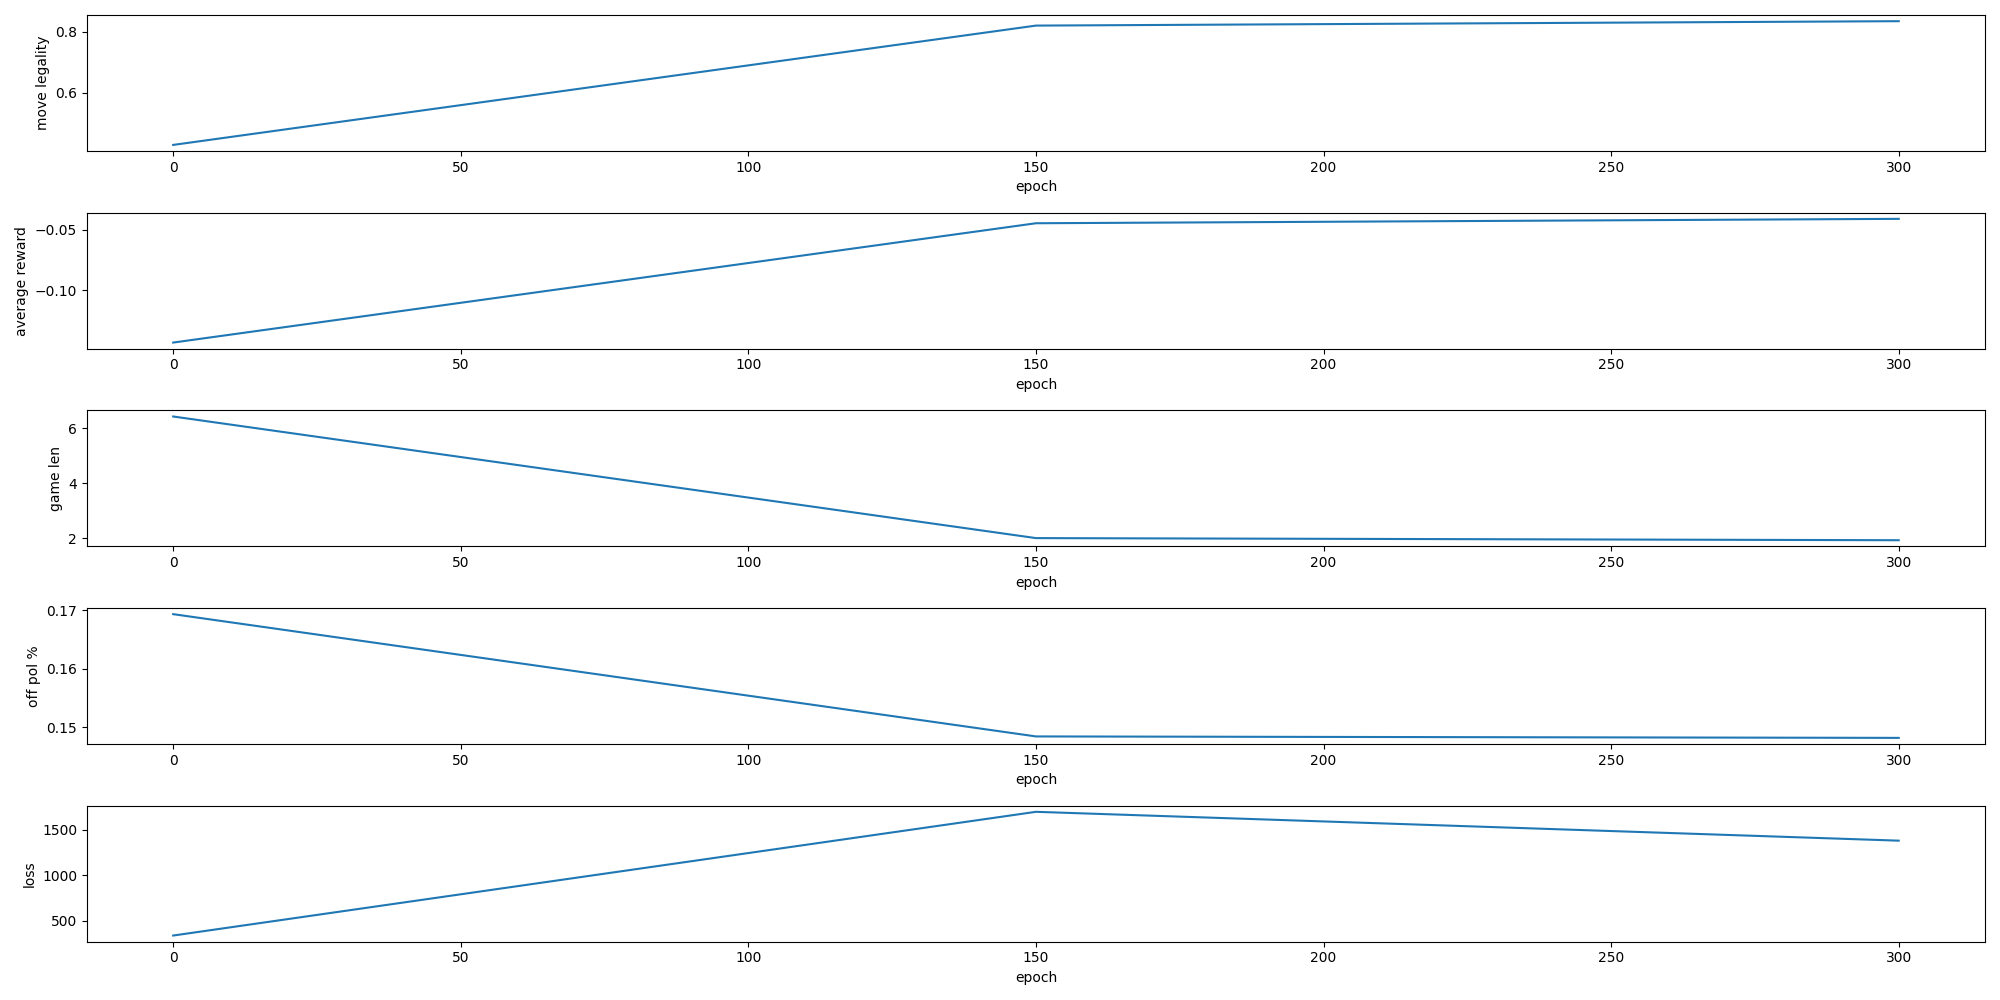 0.8
0.6
move legality
0 50 100 150 200 250 300
epoch
−0.05
−0.10
average reward
0 50 100 150 200 250 300
epoch
6
4
2
game len
0 50 100 150 200 250 300
epoch
0.17
0.16
0.15
off pol %
0 50 100 150 200 250 300
epoch
1500
1000
500
loss
0 50 100 150 200 250 300
epoch